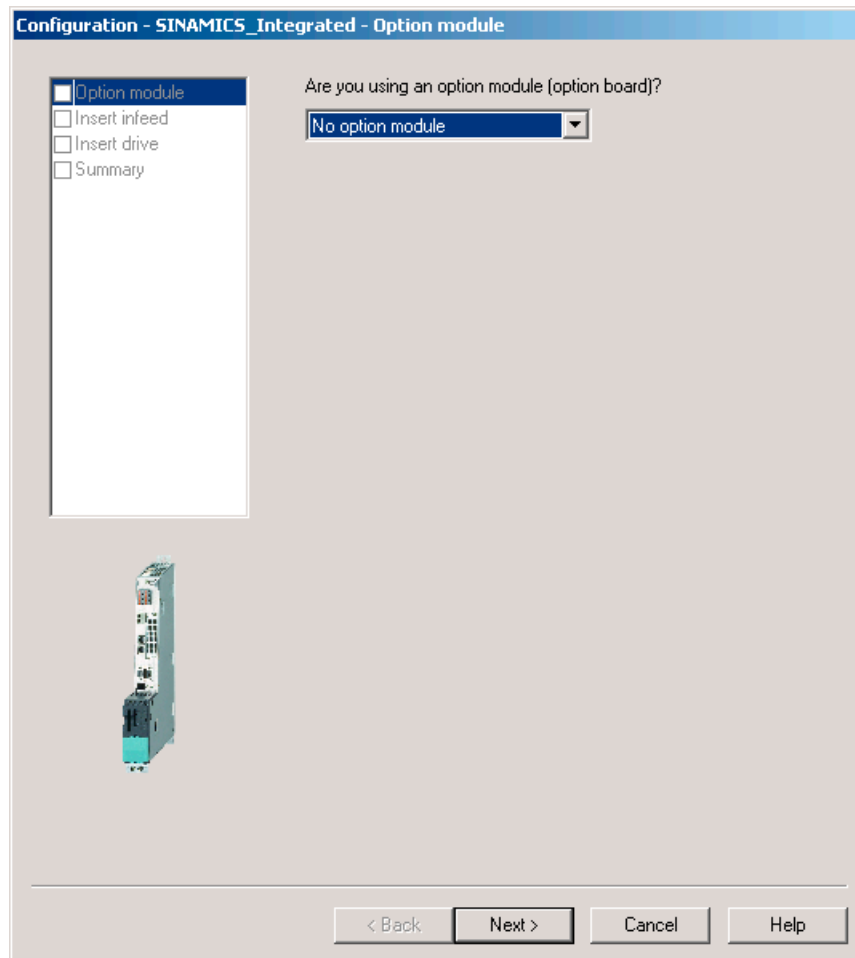 Configuration - SINAMICS_Integrated - Option module
Option module
Insert infeed
Insert drive
Summary
Are you using an option module (option board)?
No option module
< Back
Next >
Cancel
Help